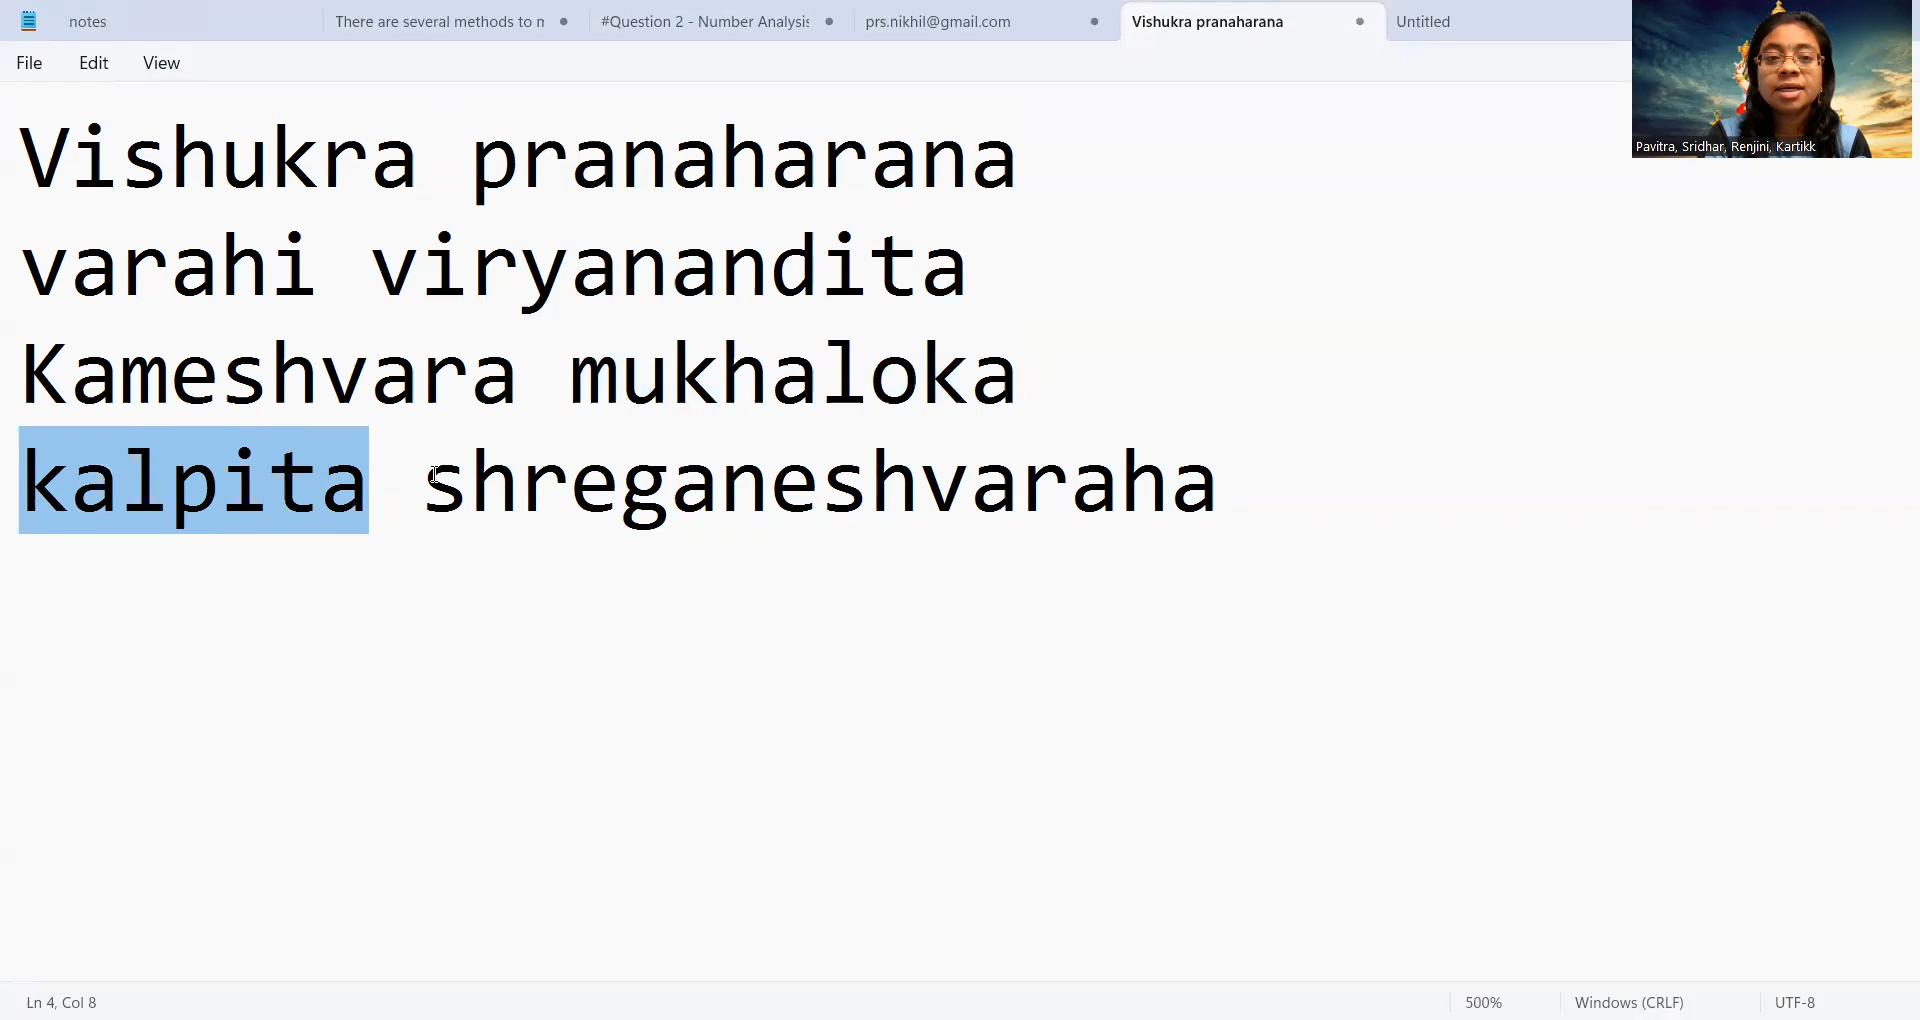 notes There are several methods to n #Question 2 - Number Analysis prs.nikhil@gmail.com Vishukra pranaharana Untitled
File Edit View
Pavitra, Sridhar, Renjini, Kartikk
Vishukra pranaharana
varahi viryanandita
Kameshvara mukhaloka
kalpita shreganeshvaraha
Ln 4, Col 8 500% Windows (CRLF) UTF-8